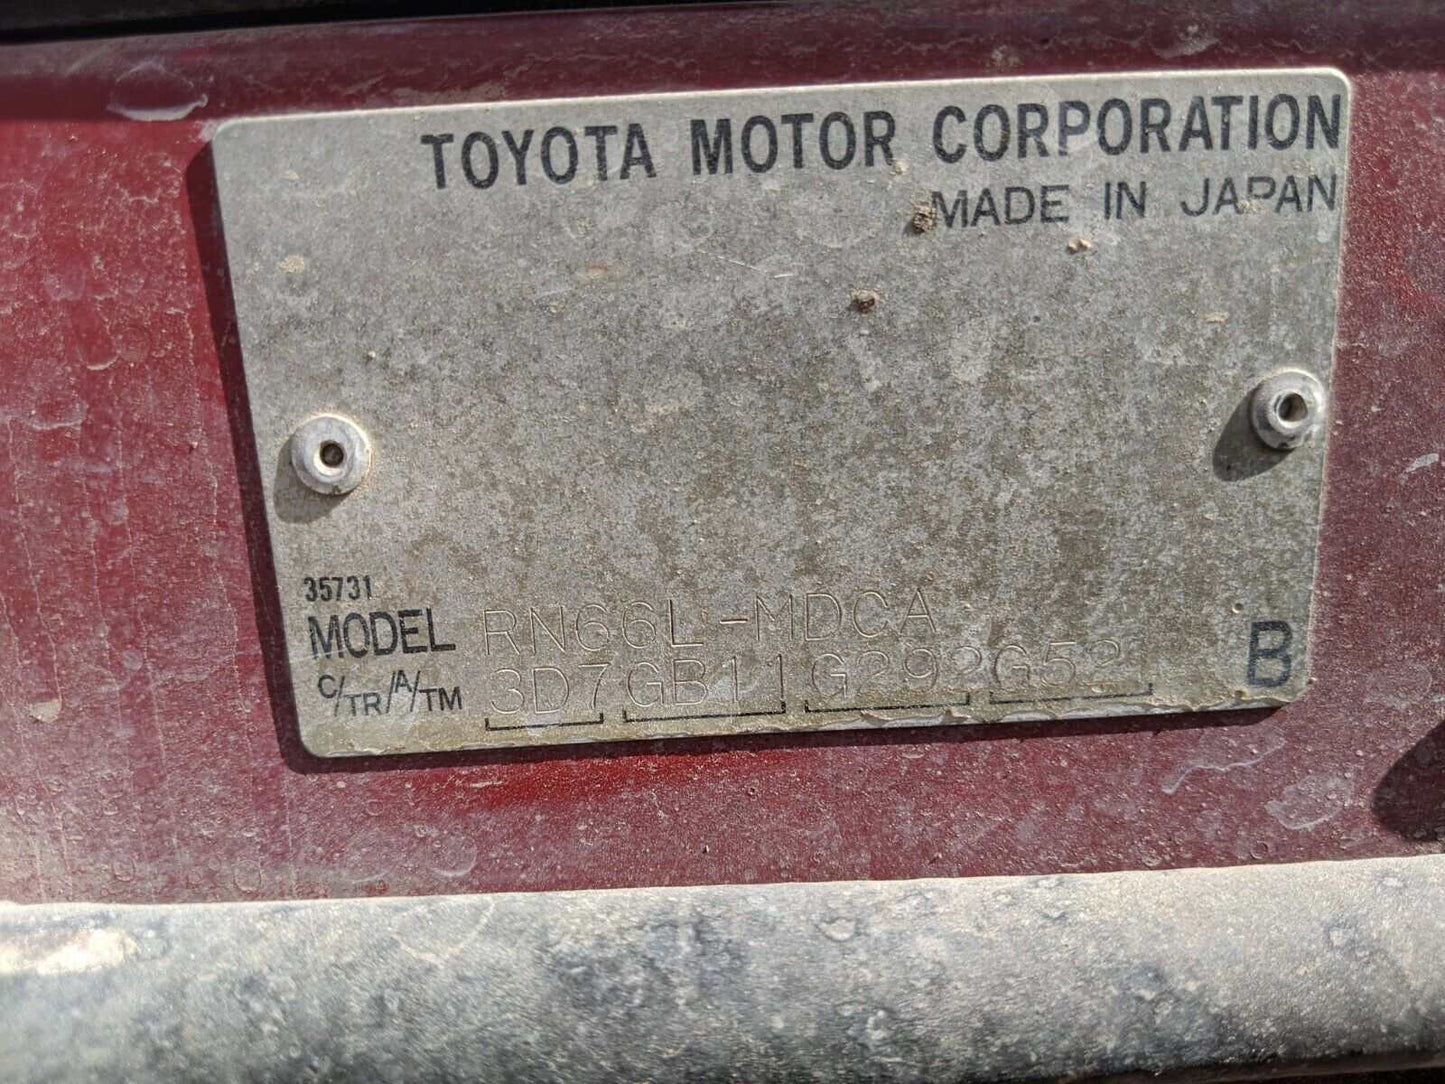 TOYOTA MOTOR CORPORATION
MADE IN JAPAN
35731
MODEL RN66L-MDCA
C/TR/A/TM 3D7 GB11 G292 G52 B